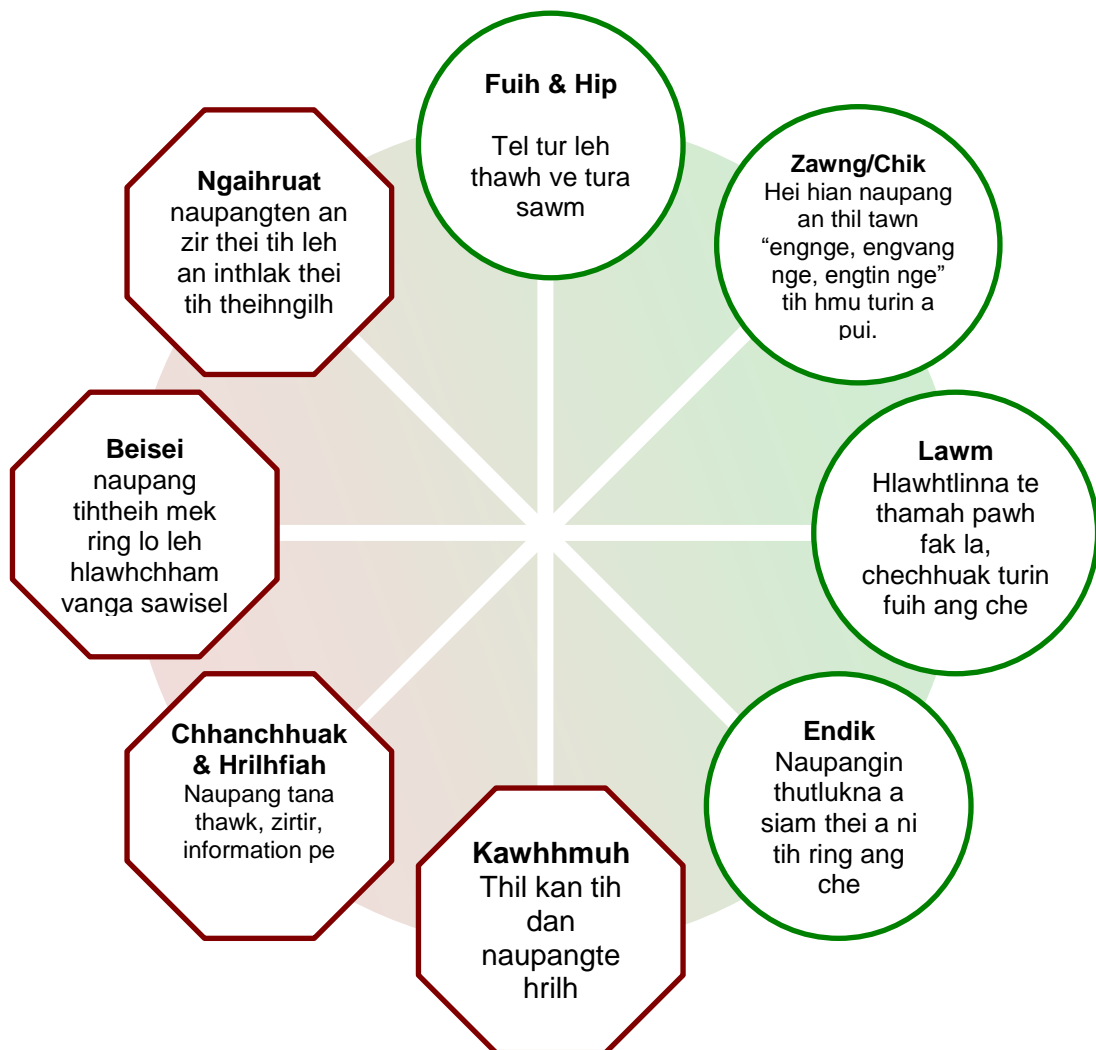 Fuih & Hip
Tel tur leh
thawh ve tura
sawm
Zawng/Chik
Hei hian naupang
an thil tawn
“engnge, engvang
nge, engtin nge”
tih hmu turin a
pui.
Lawm
Hlawhtlinna te
thamah pawh
fak la,
chechhuak turin
fuih ang che
Endik
Naupangin
thutlukna a
siam thei a ni
tih ring ang
che
Kawhhmuh
Thil kan tih
dan
naupangte
hrilh
Chhanchhuak
& Hrilhfiah
Naupang tana
thawk, zirtir,
information pe
Beisei
naupang
tihtheih mek
ring lo leh
hlawhchham
vanga sawisel
Ngaihruat
naupangten an
zir thei tih leh
an inthlak thei
tih theihngilh